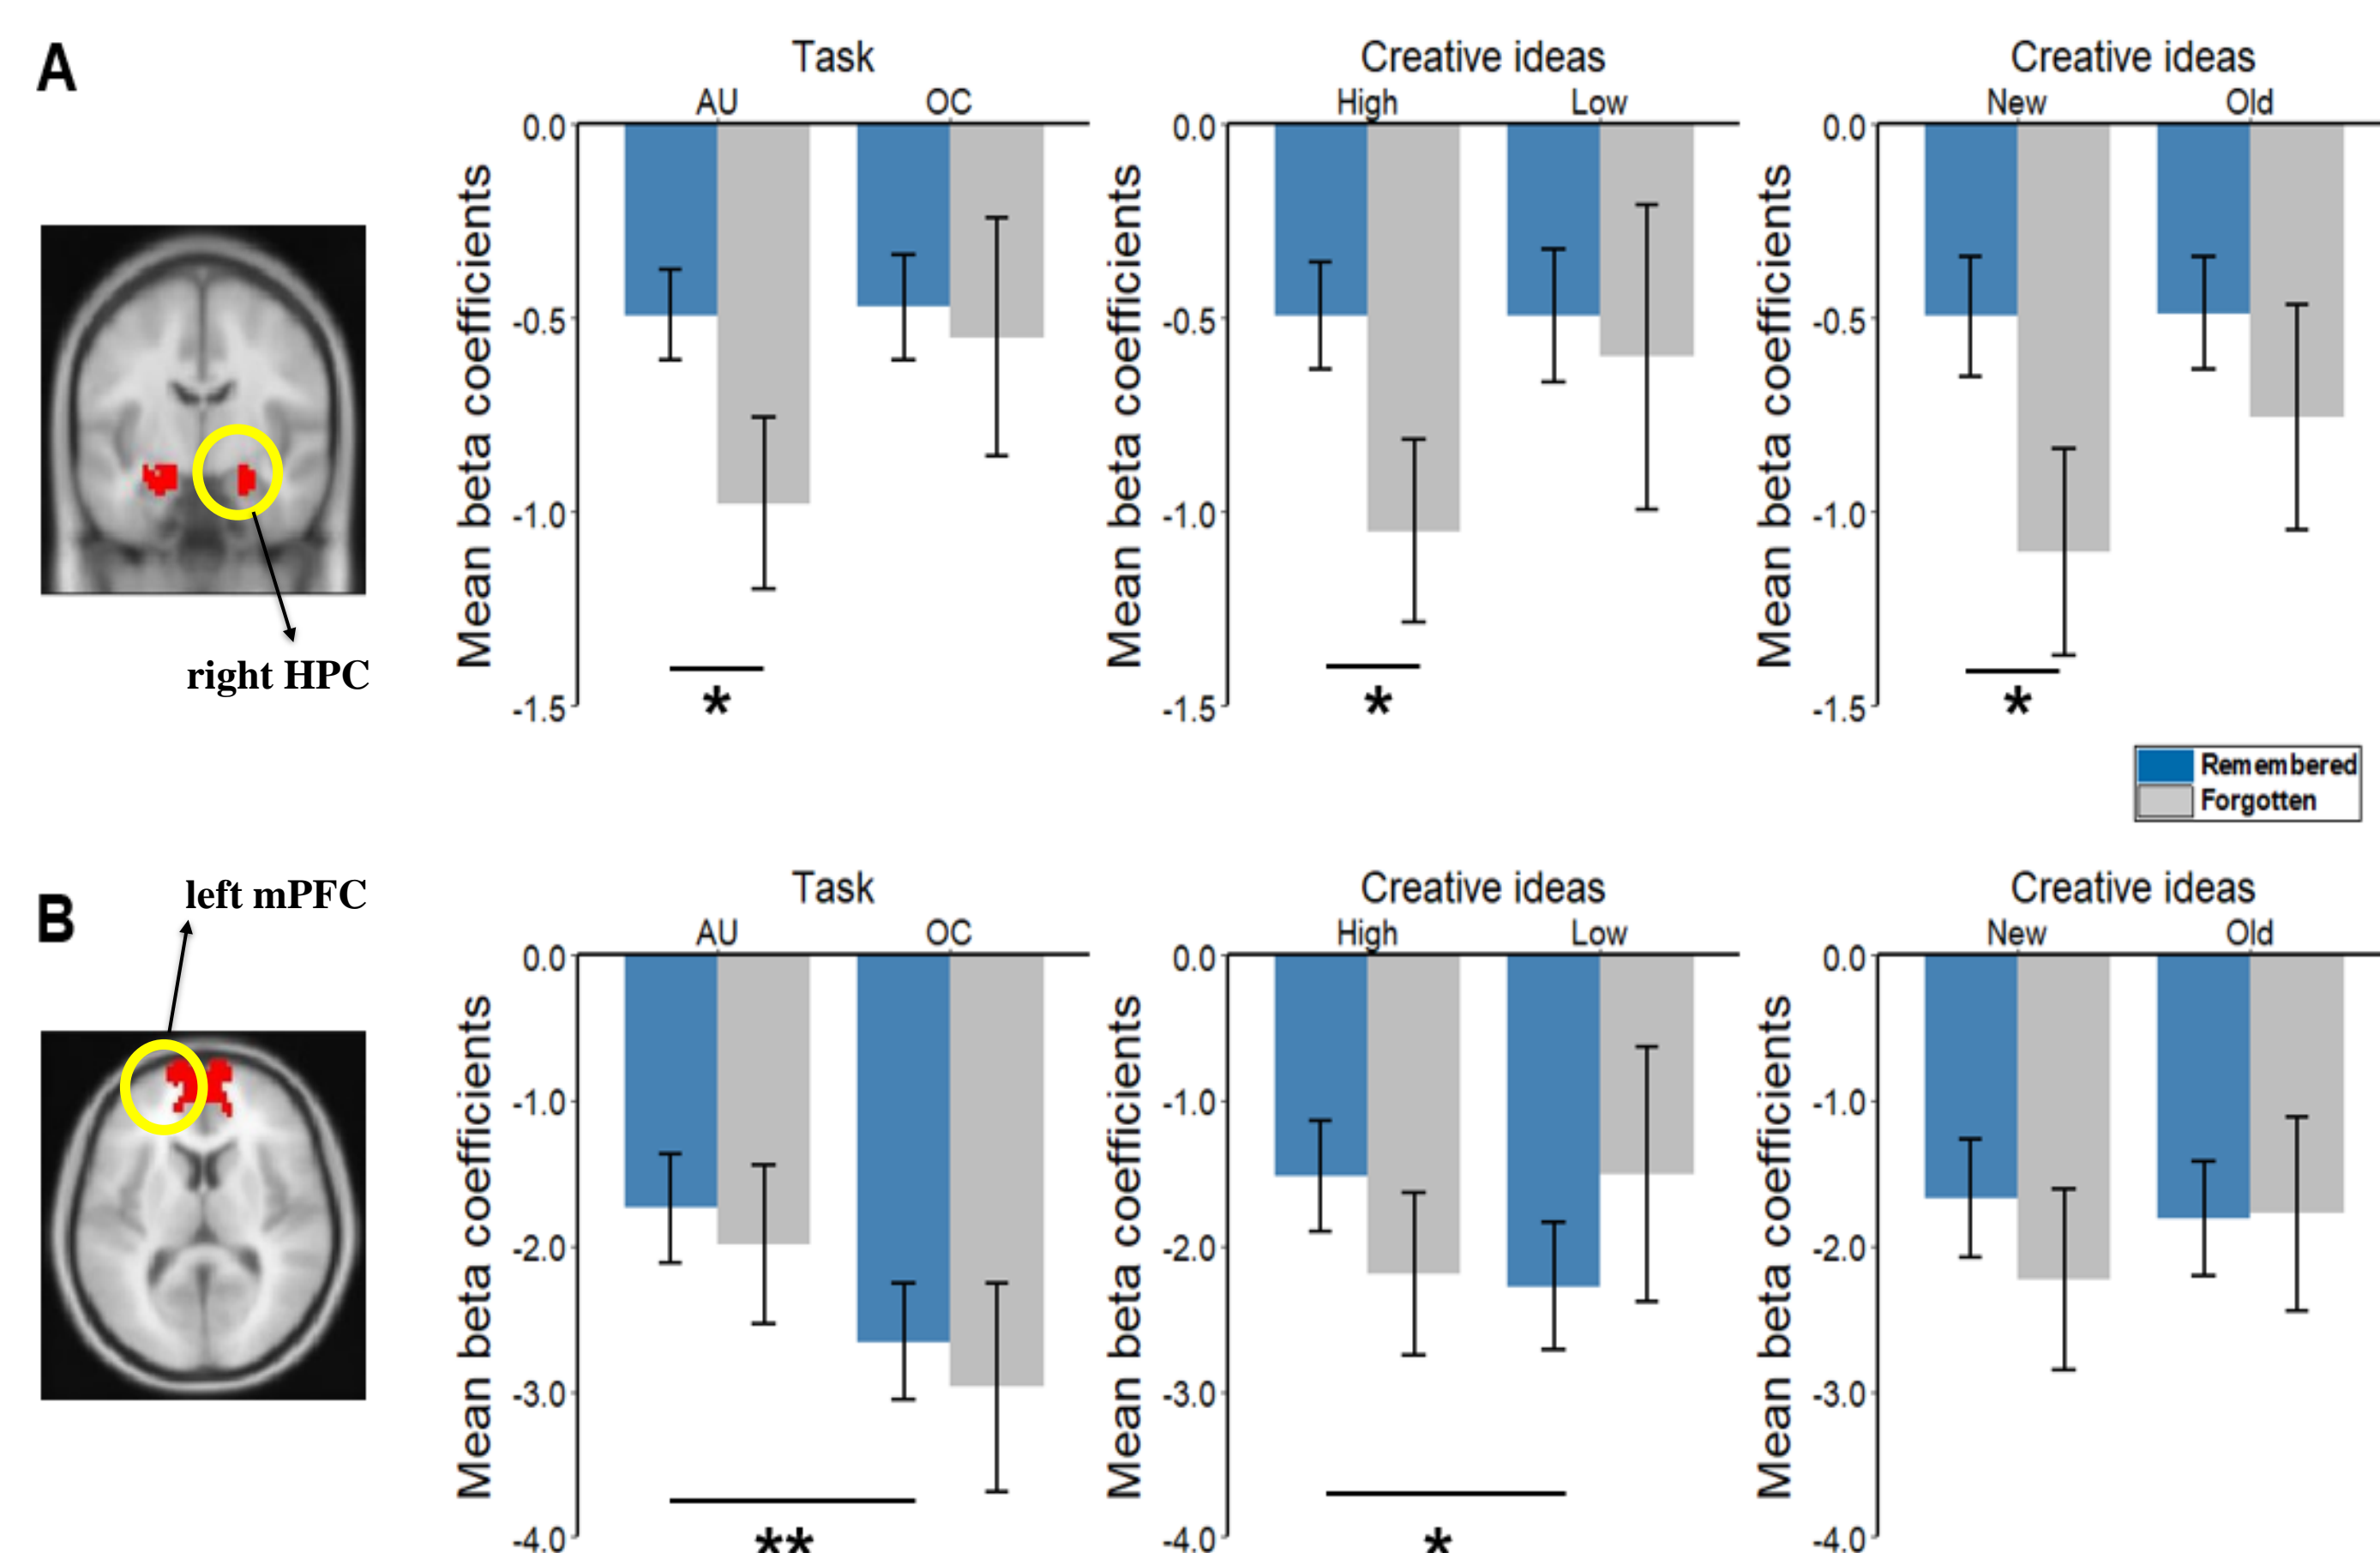 A
Task
AU OC
0.0
-0.5
-1.0
-1.5
Mean beta coefficients
*
Creative ideas
High Low
0.0
-0.5
-1.0
-1.5
Mean beta coefficients
*
Creative ideas
New Old
0.0
-0.5
-1.0
-1.5
Mean beta coefficients
*
right HPC
Remembered
Forgotten
B
left mPFC
Task
AU OC
0.0
-1.0
-2.0
-3.0
-4.0
Mean beta coefficients
**
Creative ideas
High Low
0.0
-1.0
-2.0
-3.0
-4.0
Mean beta coefficients
*
Creative ideas
New Old
0.0
-1.0
-2.0
-3.0
-4.0
Mean beta coefficients